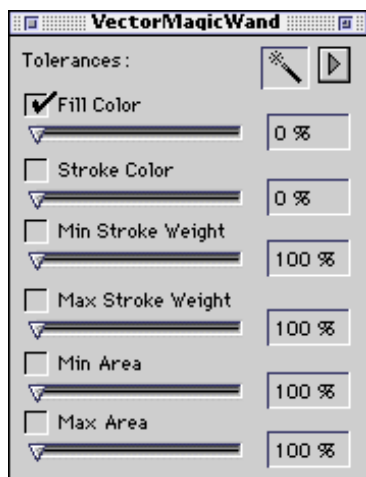 VectorMagicWand
Tolerances:
Fill Color
0 %
Stroke Color
0 %
Min Stroke Weight
100 %
Max Stroke Weight
100 %
Min Area
100 %
Max Area
100 %